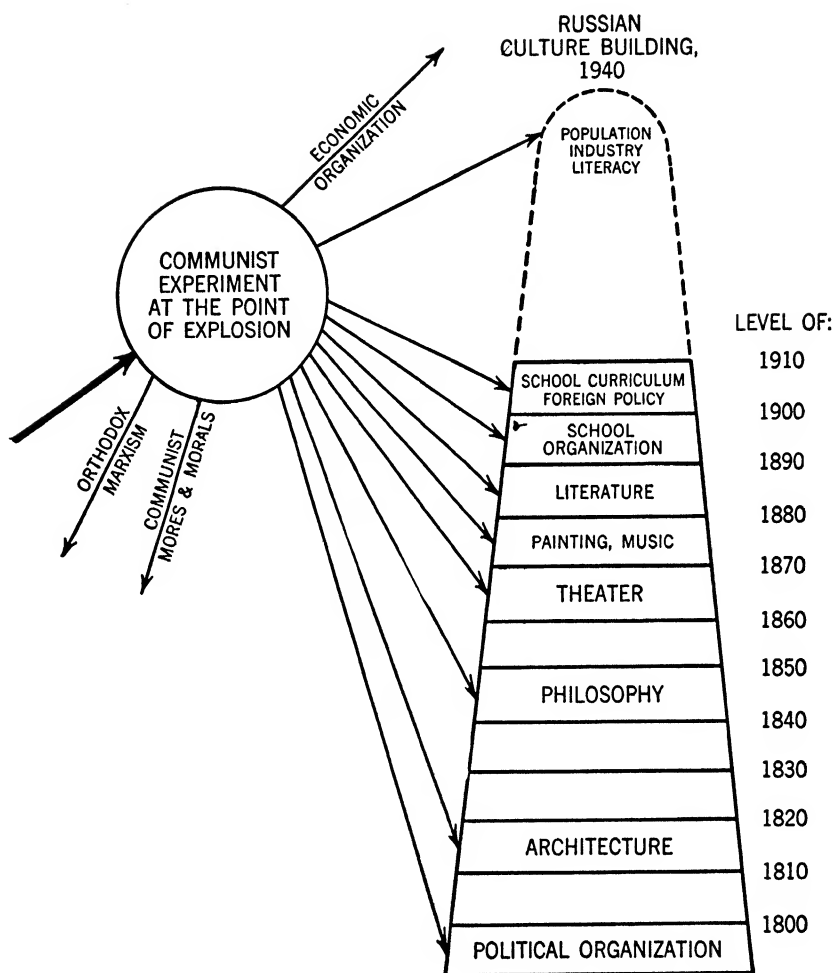 RUSSIAN
CULTURE BUILDING,
1940
POPULATION
INDUSTRY
LITERACY
ECONOMIC
ORGANIZATION
COMMUNIST
EXPERIMENT
AT THE POINT
OF EXPLOSION
ORTHODOX
MARXISM
COMMUNIST
MORES & MORALS
LEVEL OF:
1910
SCHOOL CURRICULUM
FOREIGN POLICY
1900
SCHOOL
ORGANIZATION
1890
LITERATURE
1880
PAINTING, MUSIC
1870
THEATER
1860
1850
PHILOSOPHY
1840
1830
1820
ARCHITECTURE
1810
1800
POLITICAL ORGANIZATION